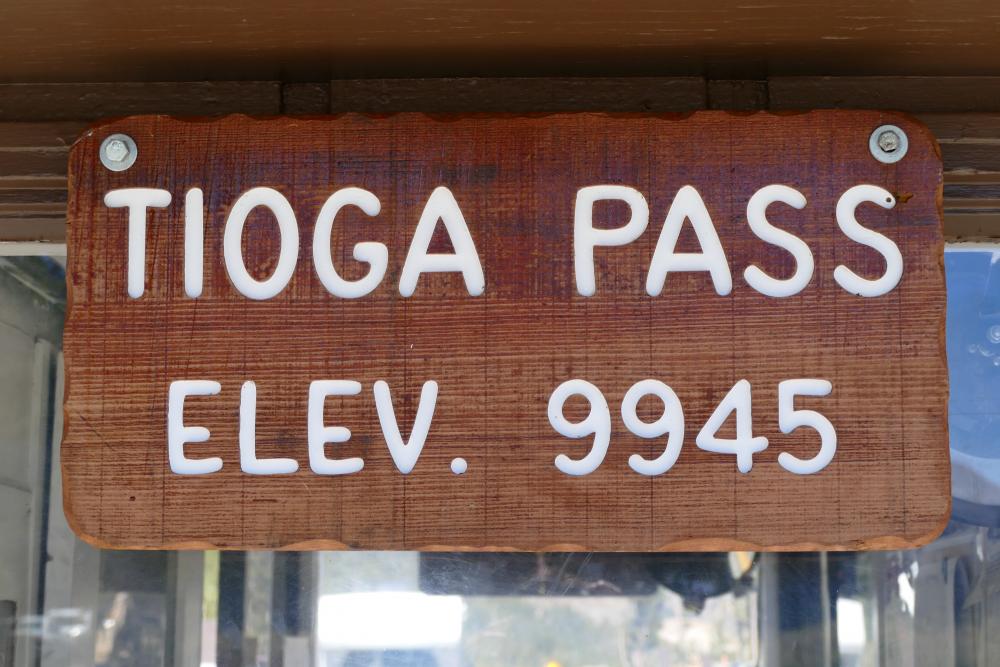 TIOGA PASS
ELEV. 9945